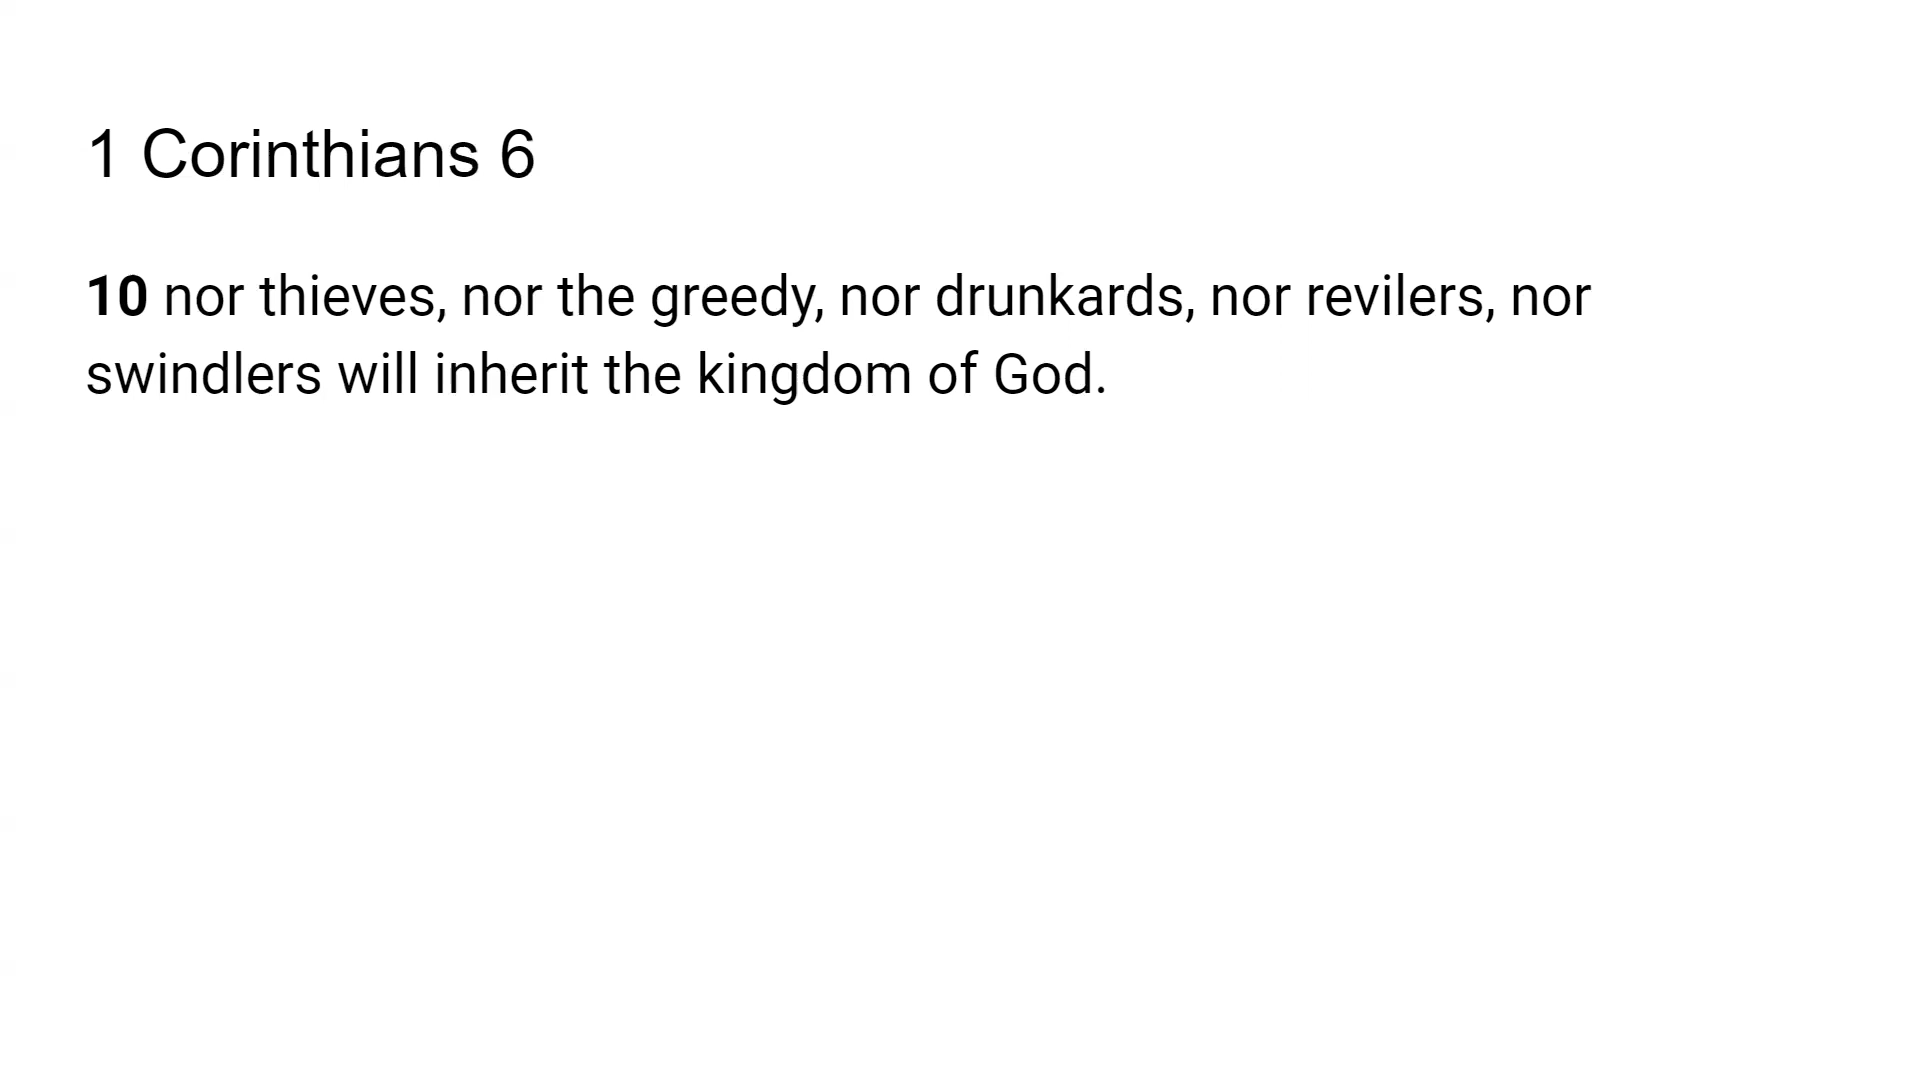 1 Corinthians 6
10 nor thieves, nor the greedy, nor drunkards, nor revilers, nor
swindlers will inherit the kingdom of God.